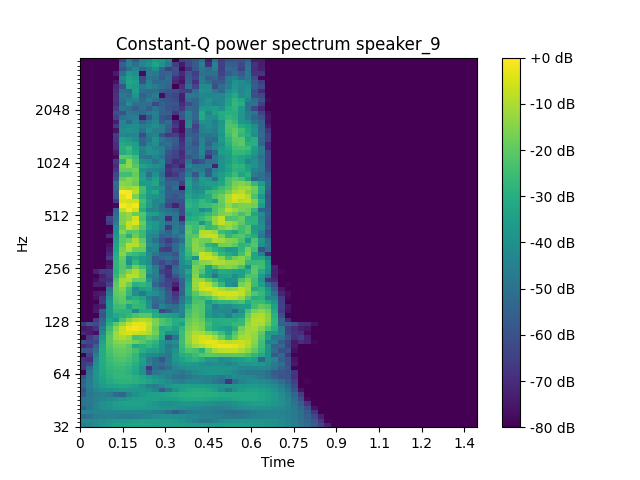 Constant-Q power spectrum speaker_9
Hz
2048
1024
512
256
128
64
32
0 0.15 0.3 0.45 0.6 0.75 0.9 1.1 1.2 1.4
Time
+0 dB
-10 dB
-20 dB
-30 dB
-40 dB
-50 dB
-60 dB
-70 dB
-80 dB